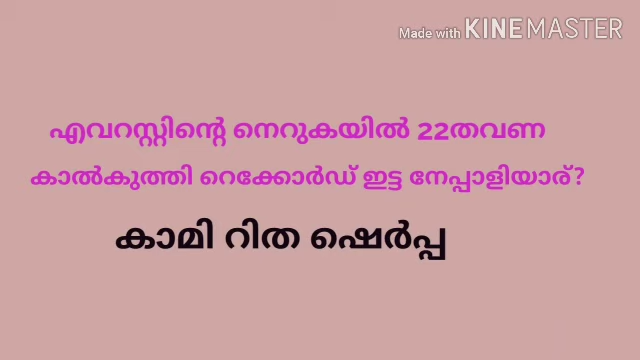 Made with KINEMASTER
എവറസ്റ്റിന്റെ നെറുകയിൽ 22തവണ
കാൽകുത്തി റെക്കോർഡ് ഇട്ട നേപ്പാളിയാര്?
കാമി റിത ഷെർപ്പ